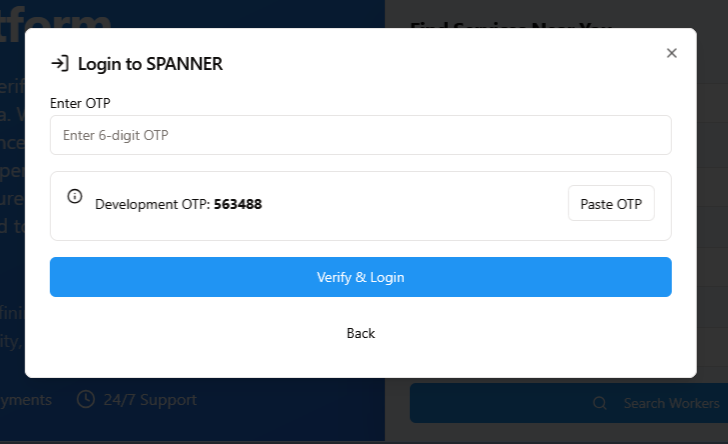 tform
Find Services Near You
Login to SPANNER
Enter OTP
Enter 6-digit OTP
Development OTP: 563488
Paste OTP
Verify & Login
Back
yments
24/7 Support
Search Workers